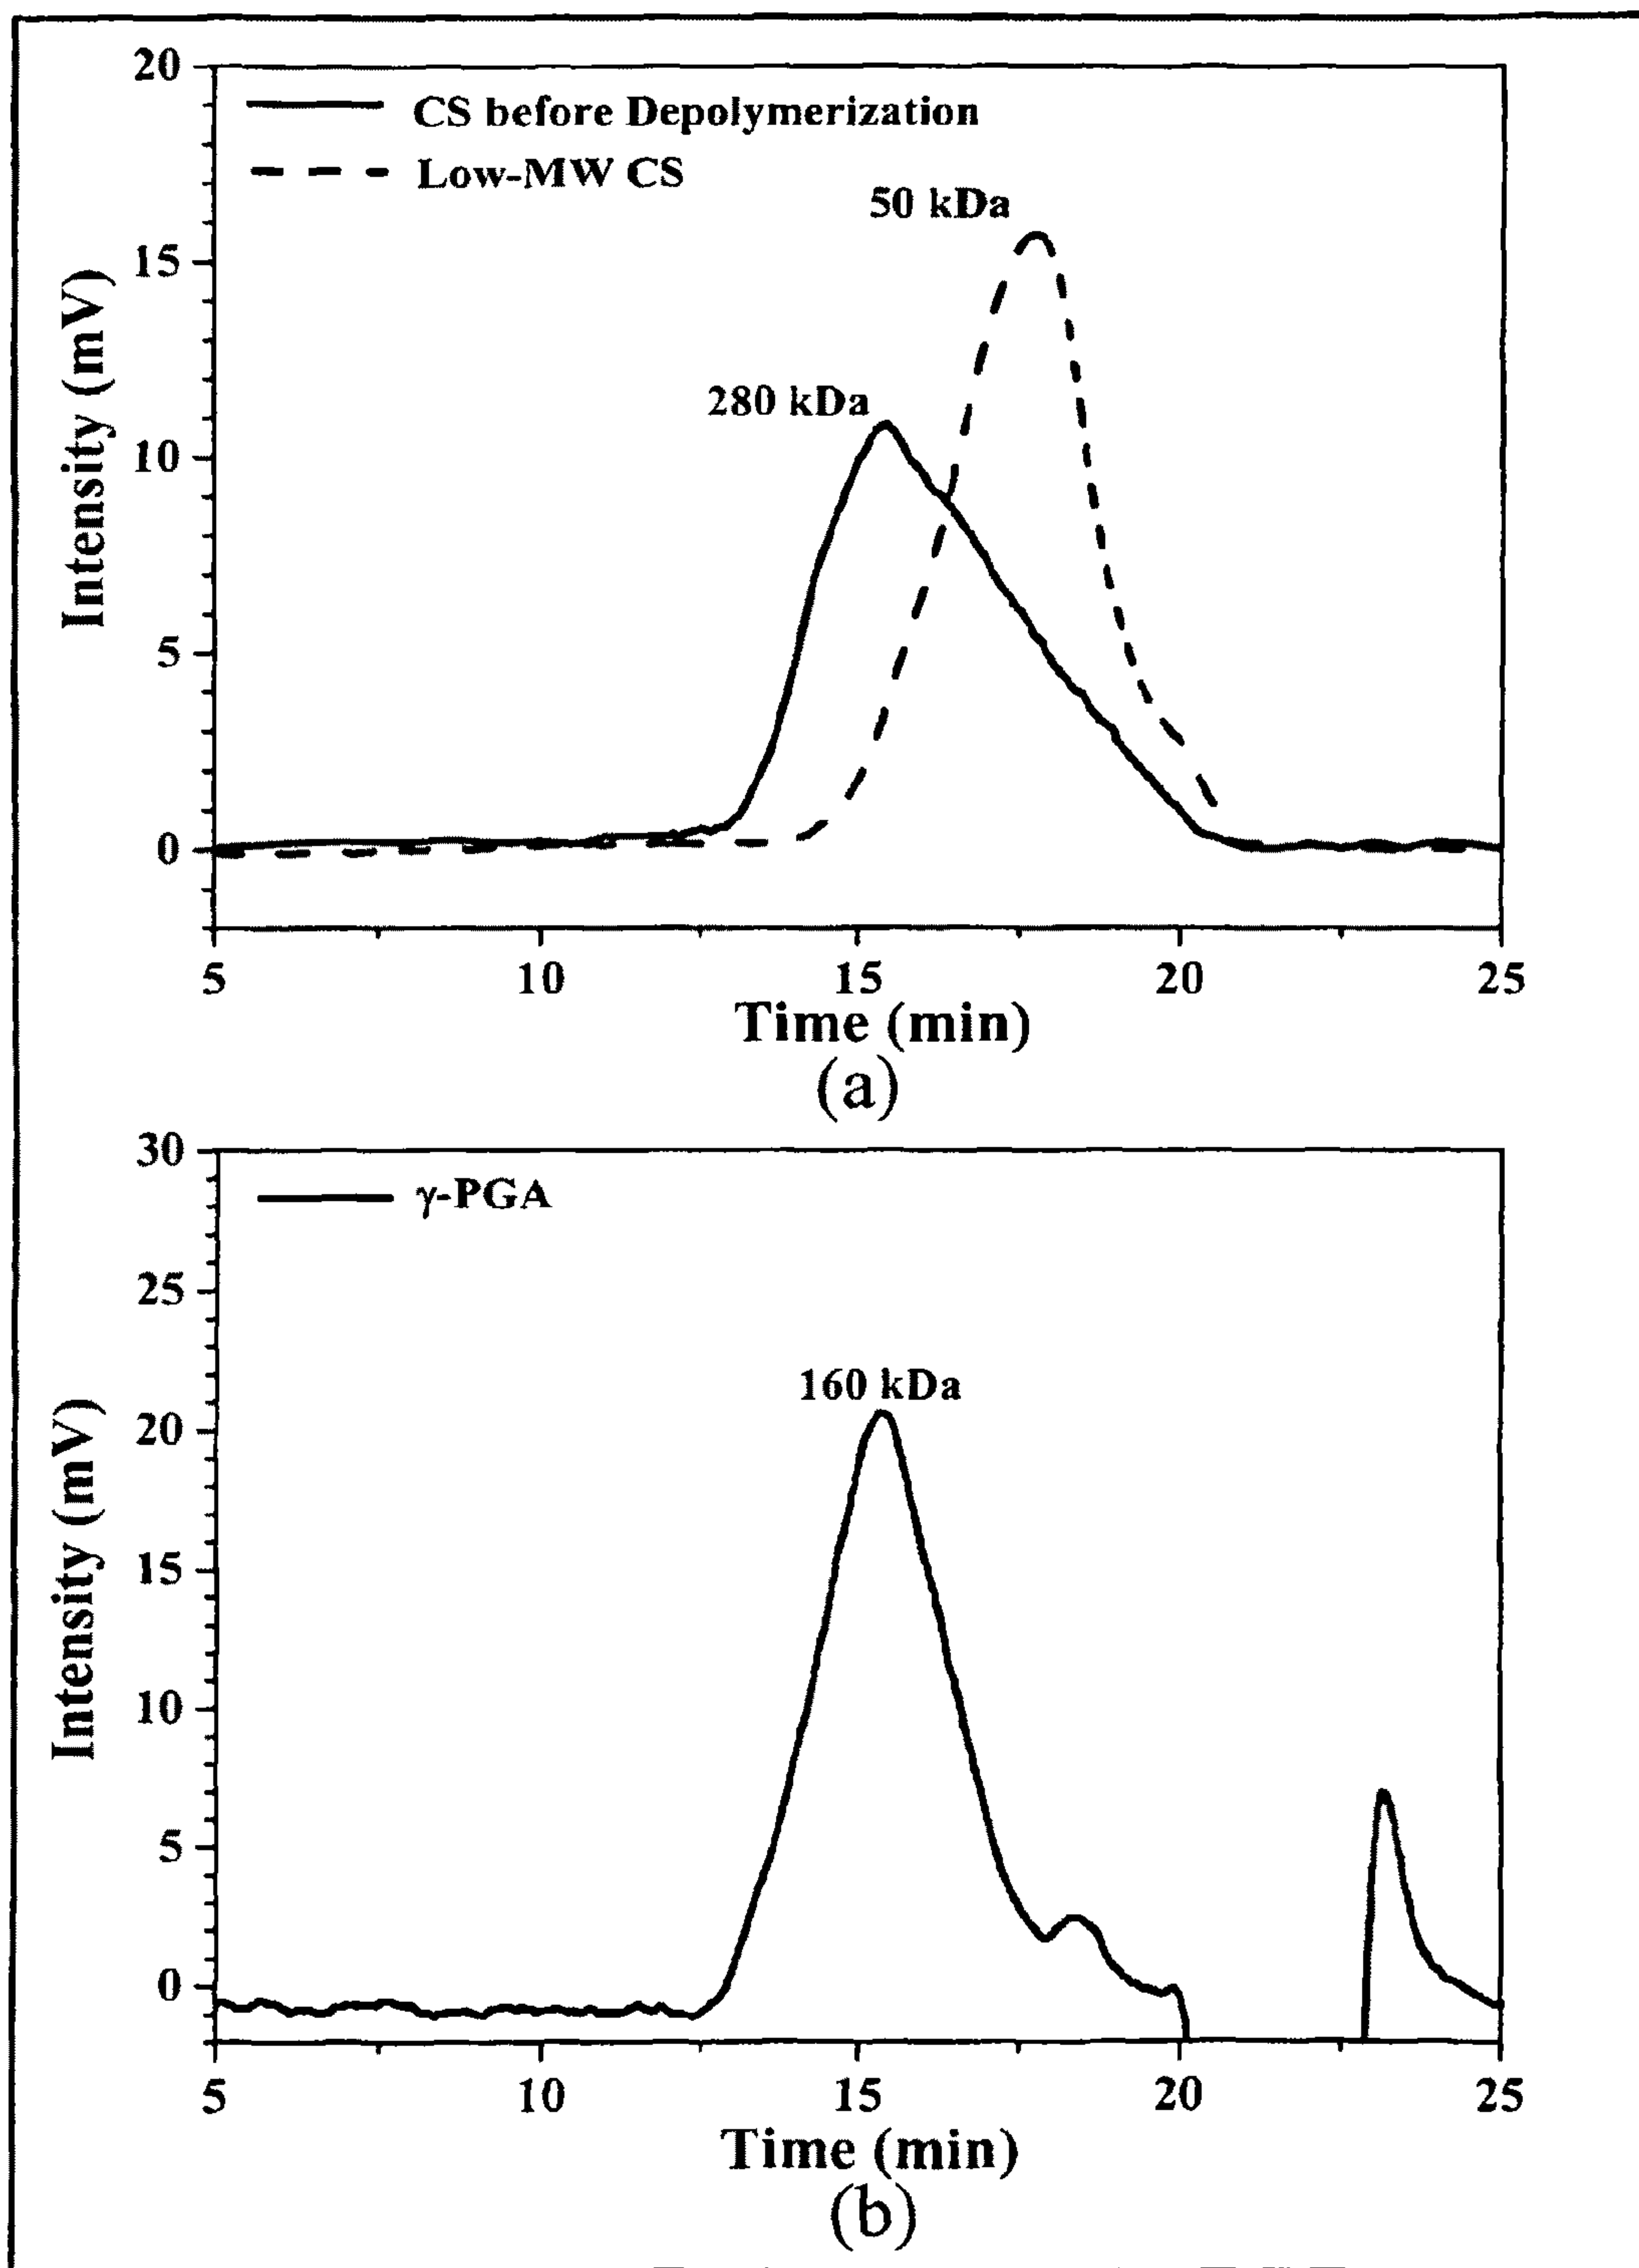 20
CS before Depolymerization
Low-MW CS
50 kDa
15
280 kDa
10
5
0
Intensity (mV)
5 10 15 20 25
Time (min)
(a)
30
γ-PGA
25
160 kDa
20
15
10
5
0
Intensity (mV)
5 10 15 20 25
Time (min)
(b)